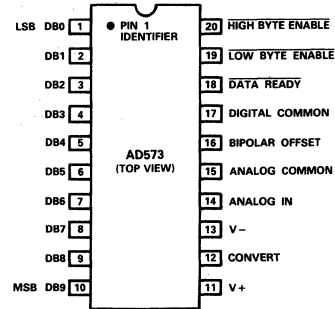 LSB DB0 1
● PIN 1
IDENTIFIER
20 HIGH BYTE ENABLE
DB1 2
19 LOW BYTE ENABLE
DB2 3
18 DATA READY
DB3 4
17 DIGITAL COMMON
DB4 5
16 BIPOLAR OFFSET
AD573
(TOP VIEW)
DB5 6
15 ANALOG COMMON
DB6 7
14 ANALOG IN
DB7 8
13 V−
DB8 9
12 CONVERT
MSB DB9 10
11 V+